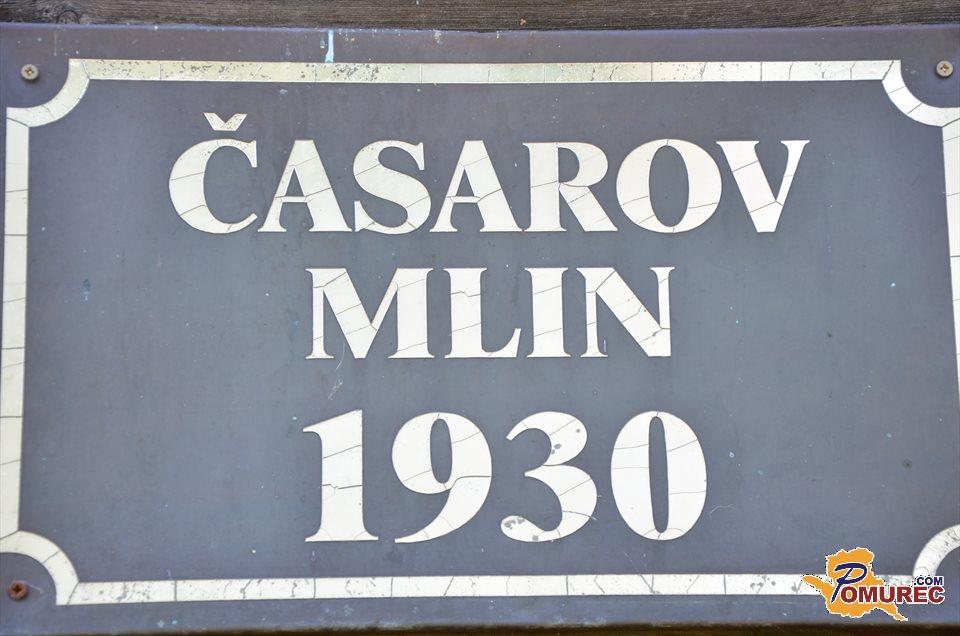 ČASAROV
MLIN
1930
POMUREC.COM